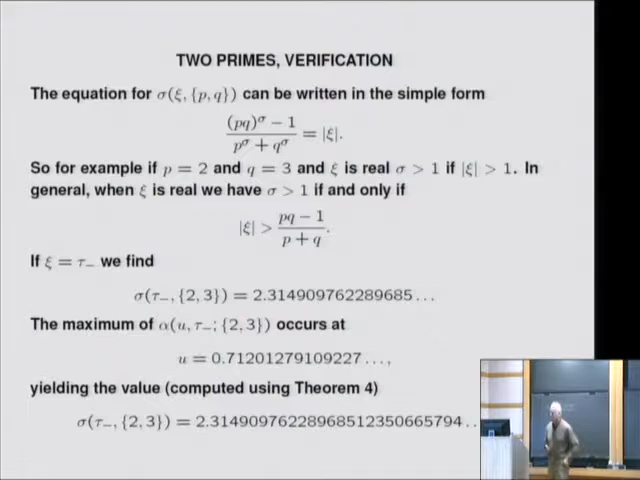 TWO PRIMES, VERIFICATION
The equation for σ(ξ, {p, q}) can be written in the simple form
(pq)^σ − 1 / p^σ + q^σ = |ξ|.
So for example if p = 2 and q = 3 and ξ is real σ > 1 if |ξ| > 1. In
general, when ξ is real we have σ > 1 if and only if
|ξ| > pq − 1 / p + q.
If ξ = τ₋ we find
σ(τ₋, {2, 3}) = 2.314909762289685...
The maximum of α(u, τ₋; {2, 3}) occurs at
u = 0.71201279109227...,
yielding the value (computed using Theorem 4)
σ(τ₋, {2, 3}) = 2.31490976228968512350665794...